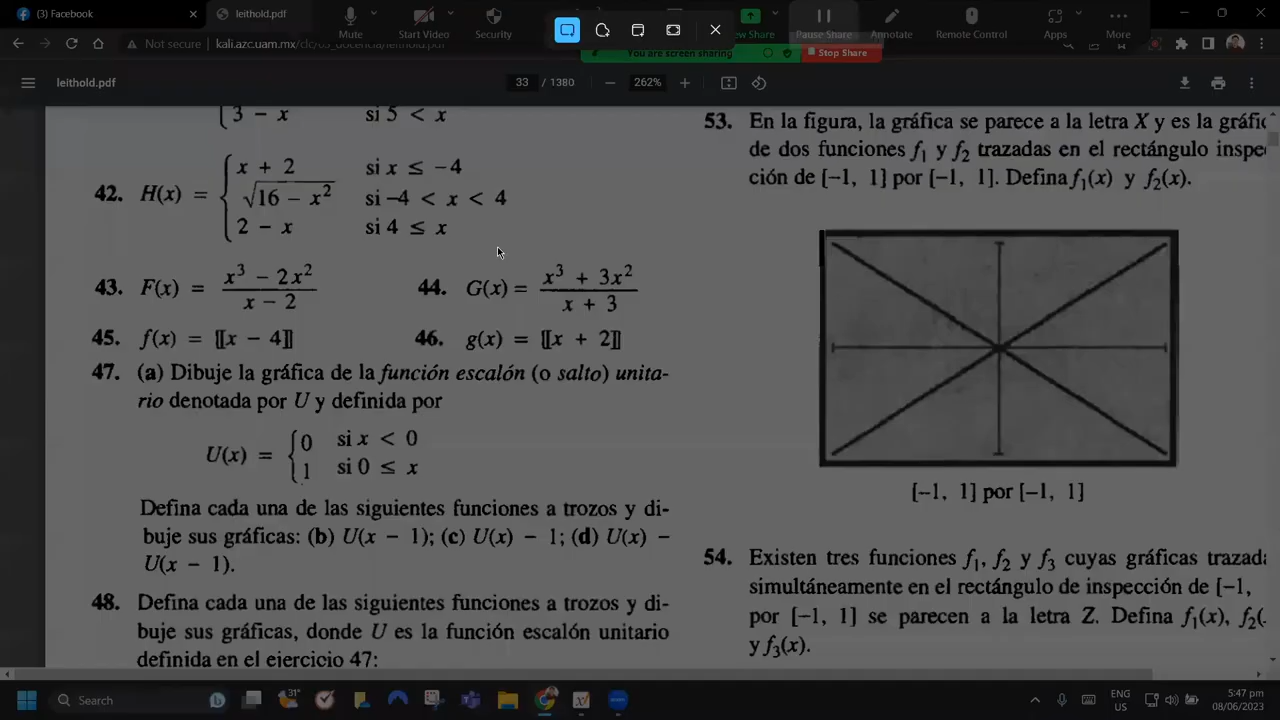 (3) Facebook
leithold.pdf
Mute
Start Video
Security
New Share
Pause Share
Annotate
Remote Control
Apps
More
Not secure
kali.azc.uam.mx/clc/03_docencia/leithold.pdf
You are screen sharing
Stop Share
leithold.pdf
33 / 1380
262%
3 − x si 5 < x
42. H(x) = { x + 2 si x ≤ −4
√16 − x² si −4 < x < 4
2 − x si 4 ≤ x
43. F(x) = x³ − 2x² / x − 2
44. G(x) = x³ + 3x² / x + 3
45. f(x) = ⟦x − 4⟧
46. g(x) = ⟦x + 2⟧
47. (a) Dibuje la gráfica de la función escalón (o salto) unita-
rio denotada por U y definida por
U(x) = { 0 si x < 0
1 si 0 ≤ x
Defina cada una de las siguientes funciones a trozos y di-
buje sus gráficas: (b) U(x − 1); (c) U(x) − 1; (d) U(x) −
U(x − 1).
48. Defina cada una de las siguientes funciones a trozos y di-
buje sus gráficas, donde U es la función escalón unitario
definida en el ejercicio 47:
53. En la figura, la gráfica se parece a la letra X y es la gráfic
de dos funciones f₁ y f₂ trazadas en el rectángulo inspe
ción de [−1, 1] por [−1, 1]. Defina f₁(x) y f₂(x).
[−1, 1] por [−1, 1]
54. Existen tres funciones f₁, f₂ y f₃ cuyas gráficas trazada
simultáneamente en el rectángulo de inspección de [−1,
por [−1, 1] se parecen a la letra Z. Defina f₁(x), f₂(
y f₃(x).
Search
31°
ENG
US
5:47 pm
08/06/2023